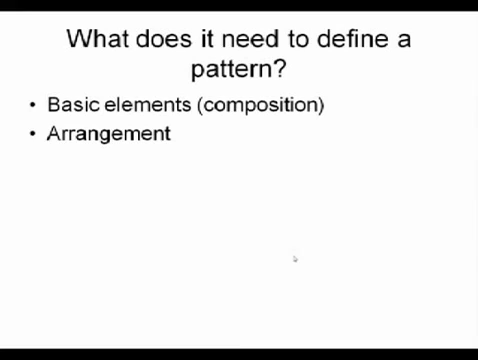 What does it need to define a
pattern?
• Basic elements (composition)
• Arrangement